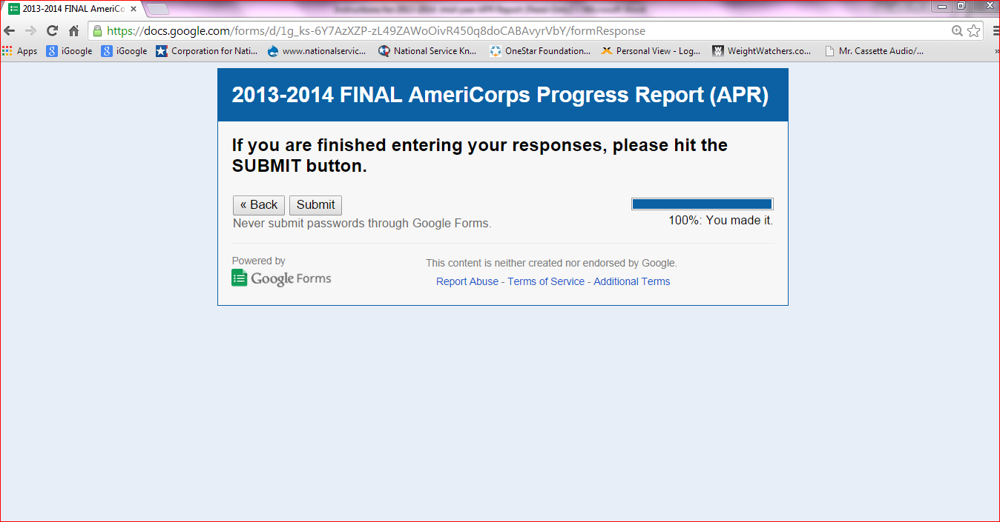 2013-2014 FINAL AmeriCo
https://docs.google.com/forms/d/1g_ks-6Y7AzXZP-zL49ZAWoOivR450q8doCABAvyrVbY/formResponse
Apps iGoogle iGoogle Corporation for Nati... www.nationalservic... National Service Kn... OneStar Foundation... Personal View - Log... WeightWatchers.co... Mr. Cassette Audio/... »
2013-2014 FINAL AmeriCorps Progress Report (APR)
If you are finished entering your responses, please hit the
SUBMIT button.
« Back Submit
Never submit passwords through Google Forms.
100%: You made it.
Powered by
Google Forms
This content is neither created nor endorsed by Google.
Report Abuse - Terms of Service - Additional Terms